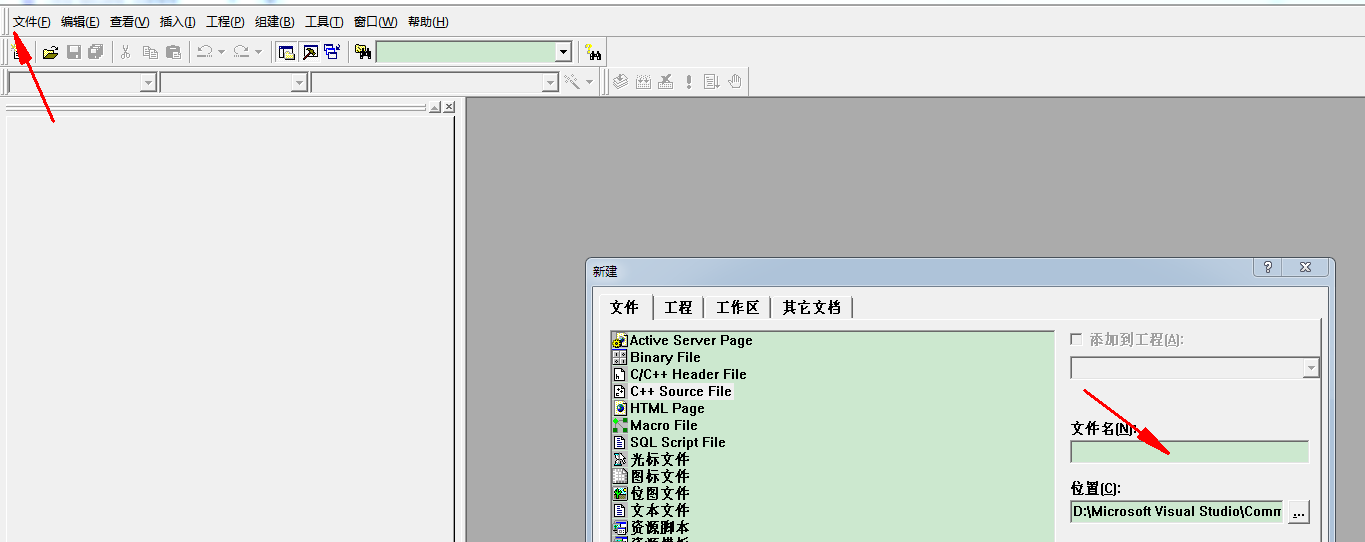 文件(F) 编辑(E) 查看(V) 插入(I) 工程(P) 组建(B) 工具(T) 窗口(W) 帮助(H)
新建
文件 工程 工作区 其它文档
Active Server Page
Binary File
C/C++ Header File
C++ Source File
HTML Page
Macro File
SQL Script File
光标文件
图标文件
位图文件
文本文件
资源脚本
添加到工程(A):
文件名(N):
位置(C):
D:\Microsoft Visual Studio\Comm
...